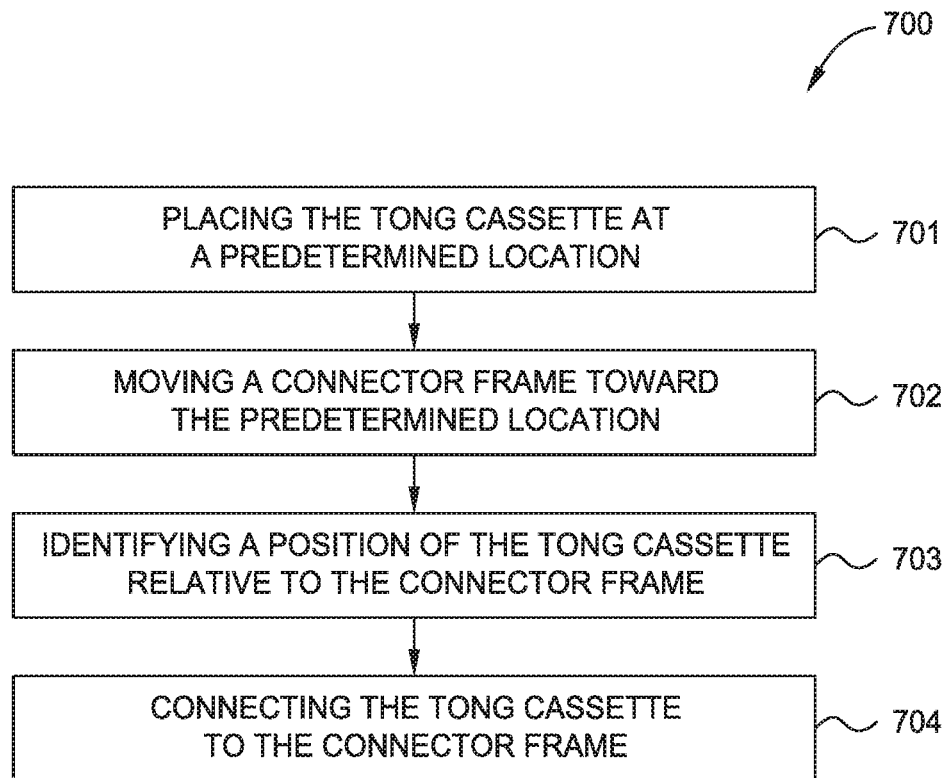 700
PLACING THE TONG CASSETTE AT
A PREDETERMINED LOCATION
701
MOVING A CONNECTOR FRAME TOWARD
THE PREDETERMINED LOCATION
702
IDENTIFYING A POSITION OF THE TONG CASSETTE
RELATIVE TO THE CONNECTOR FRAME
703
CONNECTING THE TONG CASSETTE
TO THE CONNECTOR FRAME
704